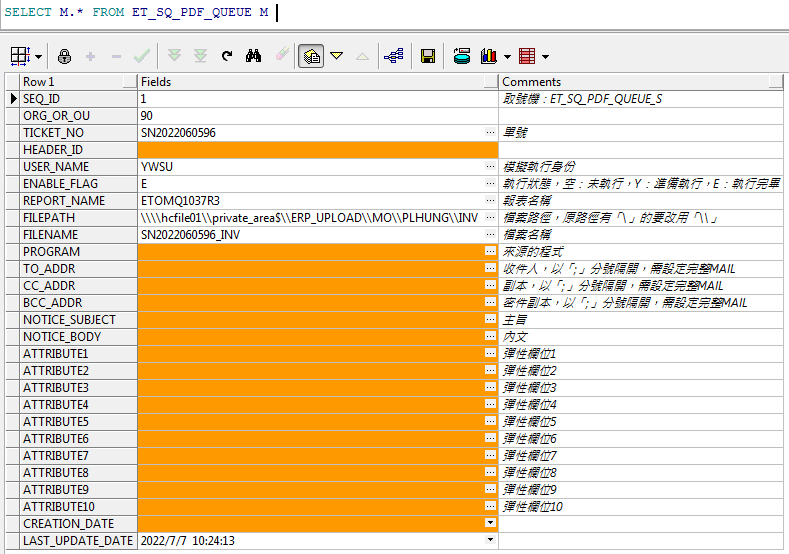 SELECT M.* FROM ET_SQ_PDF_QUEUE M
Row 1 Fields Comments
SEQ_ID 1 取號機：ET_SQ_PDF_QUEUE_S
ORG_OR_OU 90
TICKET_NO SN2022060596 單號
HEADER_ID
USER_NAME YWSU 模擬執行身份
ENABLE_FLAG E 執行狀態，空：未執行，Y：準備執行，E：執行完畢
REPORT_NAME ETOMQ1037R3 報表名稱
FILEPATH \\\\hcfile01\\private_area$\\ERP_UPLOAD\\MO\\PLHUNG\\INV 檔案路徑，原路徑有「\」的要改用「\\」
FILENAME SN2022060596_INV 檔案名稱
PROGRAM 來源的程式
TO_ADDR 收件人，以「;」分號隔開，需設定完整MAIL
CC_ADDR 副本，以「;」分號隔開，需設定完整MAIL
BCC_ADDR 密件副本，以「;」分號隔開，需設定完整MAIL
NOTICE_SUBJECT 主旨
NOTICE_BODY 內文
ATTRIBUTE1 彈性欄位1
ATTRIBUTE2 彈性欄位2
ATTRIBUTE3 彈性欄位3
ATTRIBUTE4 彈性欄位4
ATTRIBUTE5 彈性欄位5
ATTRIBUTE6 彈性欄位6
ATTRIBUTE7 彈性欄位7
ATTRIBUTE8 彈性欄位8
ATTRIBUTE9 彈性欄位9
ATTRIBUTE10 彈性欄位10
CREATION_DATE
LAST_UPDATE_DATE 2022/7/7 10:24:13